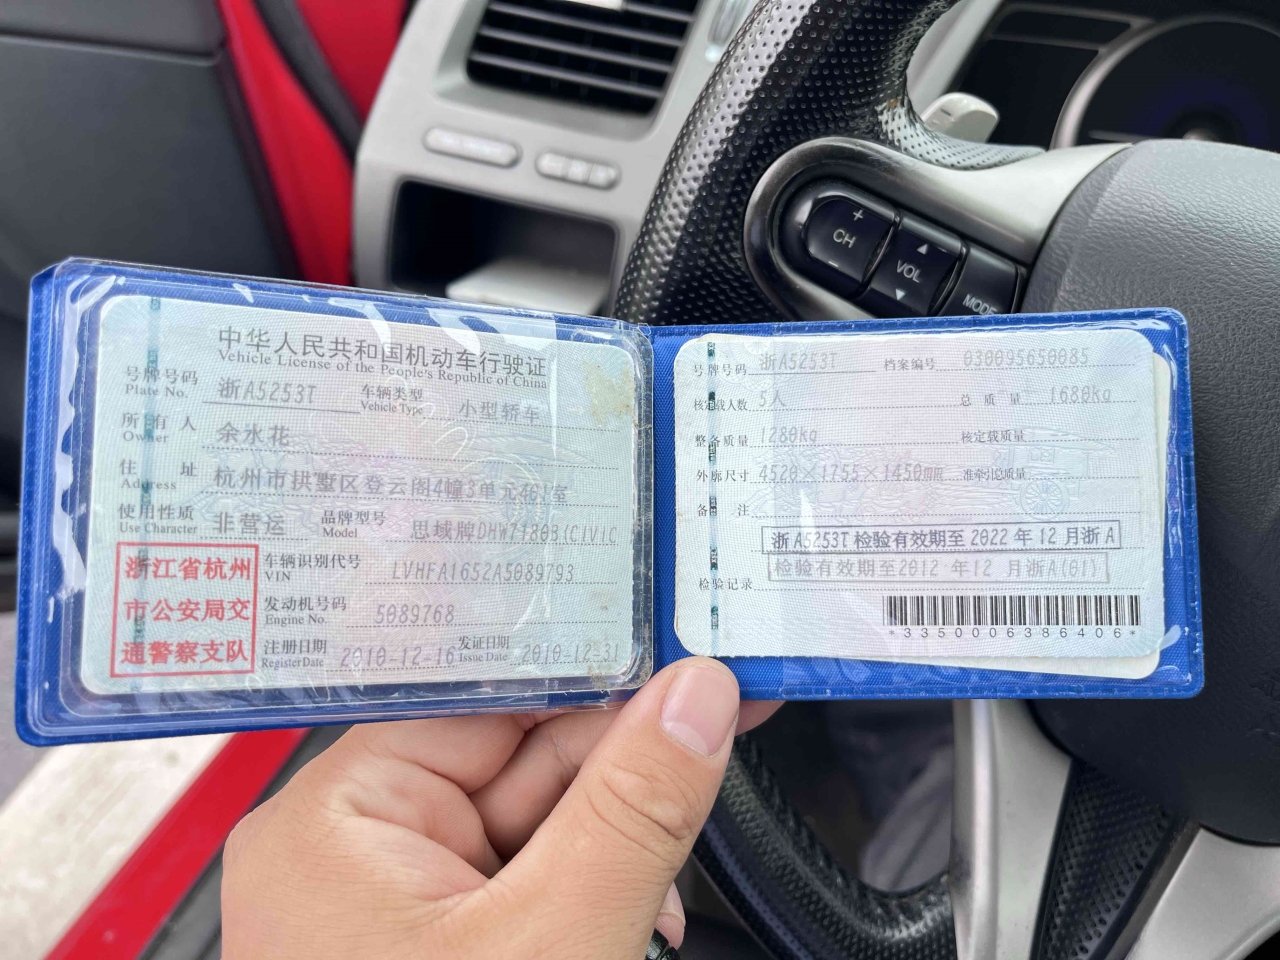 中华人民共和国机动车行驶证
Vehicle License of the People's Republic of China
号牌号码 浙A5253T 车辆类型 小型轿车
Plate No. Vehicle Type
所有人 余水花
Owner
住址 杭州市拱墅区登云阁4幢3单元461室
Address
使用性质 非营运 品牌型号 思域牌DHW7180B(CIVIC
Use Character Model
浙江省杭州
市公安局交
通警察支队
车辆识别代号 LVHFA1652A5089793
VIN
发动机号码 5089768
Engine No.
注册日期 2010-12-16 发证日期 2010-12-31
Register Date Issue Date
号牌号码 浙A5253T 档案编号 030095650085
核定载人数 5人 总质量 1680kg
整备质量 1280kg 核定载质量 --
外廓尺寸 4520×1755×1450mm 准牵引总质量 --
备注
浙A5253T 检验有效期至 2022 年 12 月浙 A
检验有效期至2012 年12 月浙A(01)
检验记录
*3350006386406*
+
CH
-
VOL
MODE